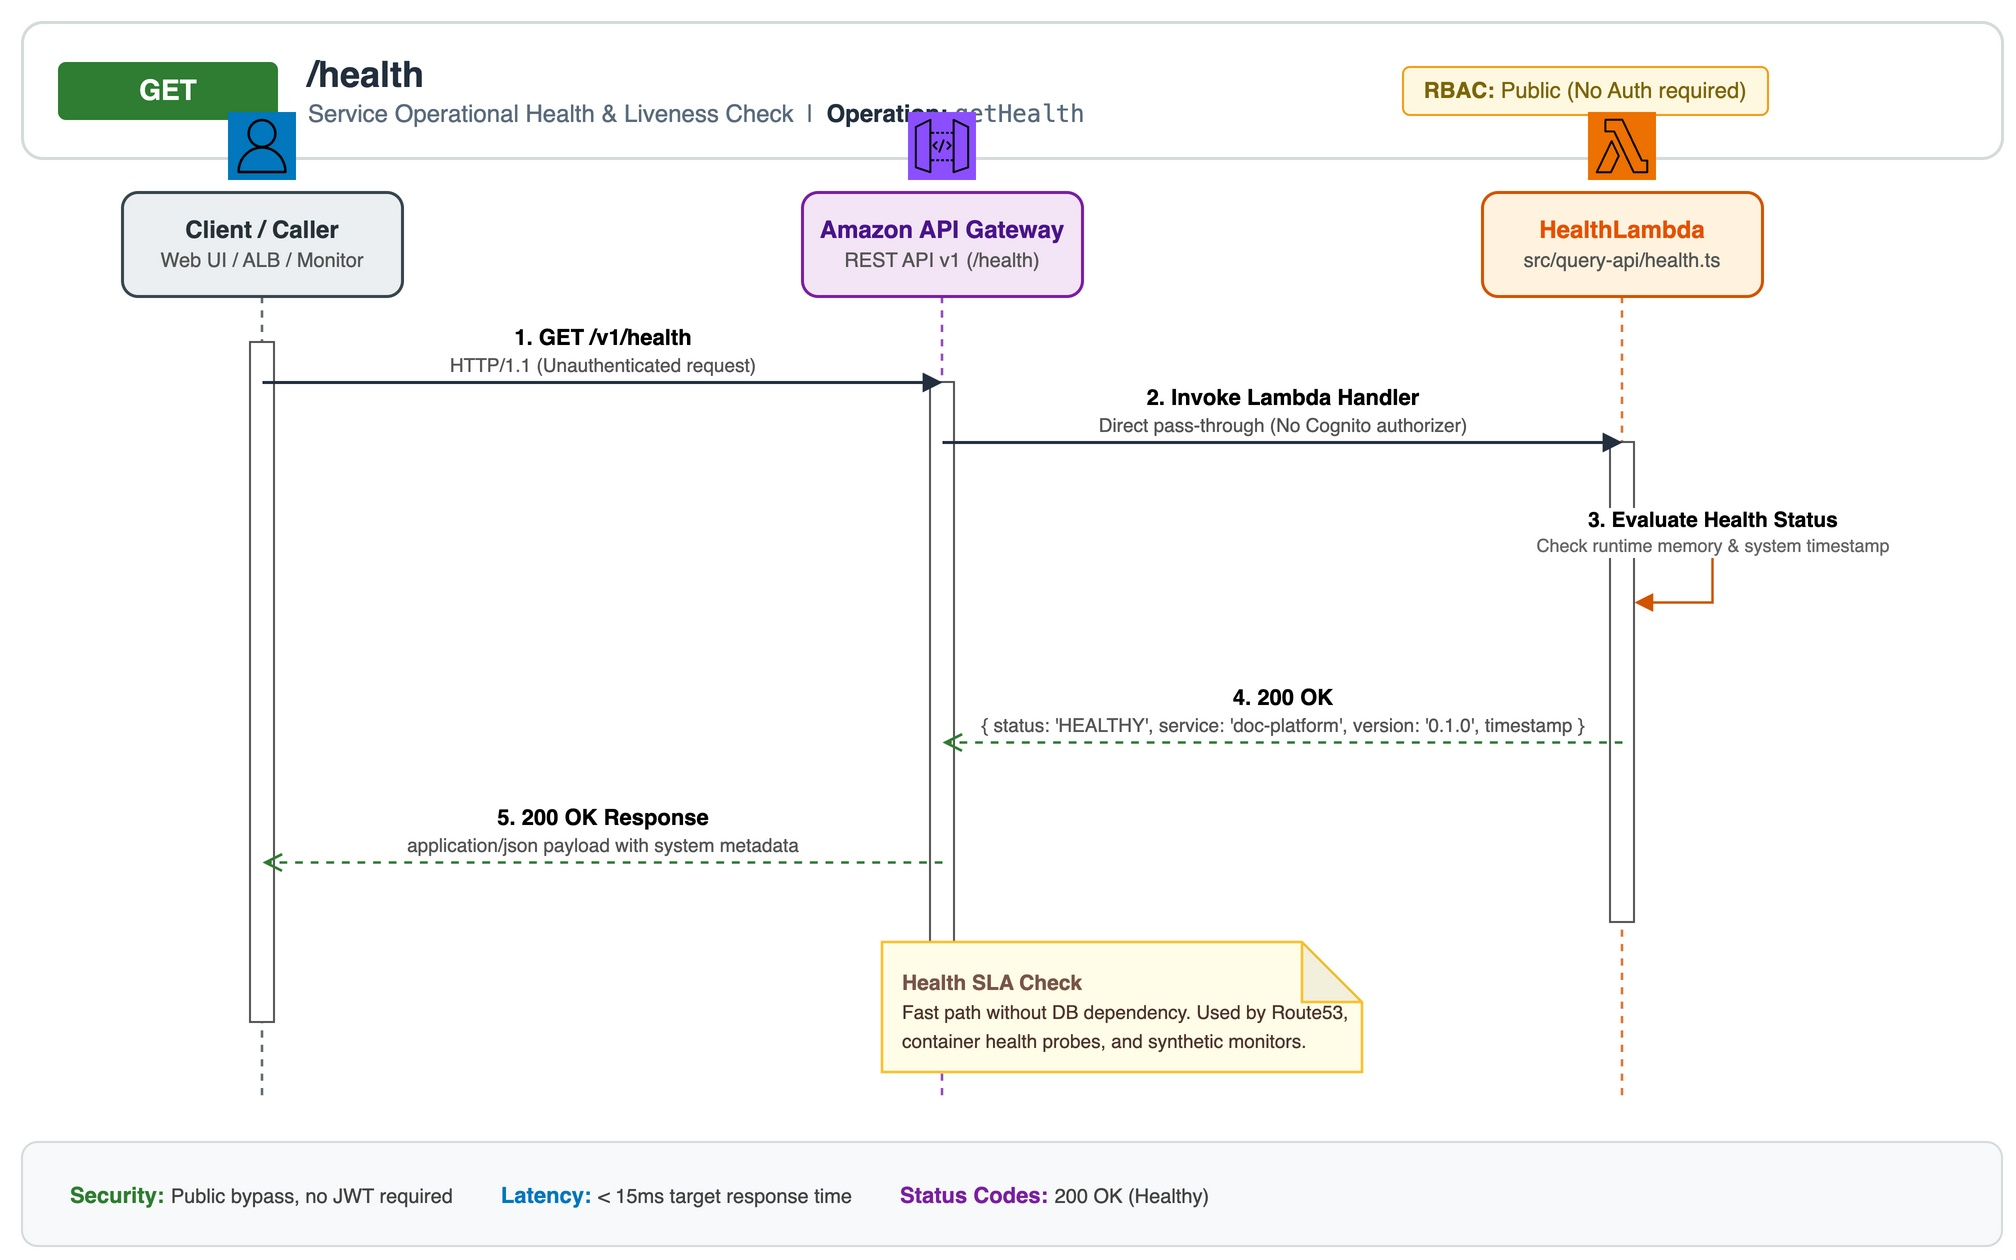 GET
/health
Service Operational Health & Liveness Check | Operation: getHealth
RBAC: Public (No Auth required)
Client / Caller
Web UI / ALB / Monitor
Amazon API Gateway
REST API v1 (/health)
HealthLambda
src/query-api/health.ts
1. GET /v1/health
HTTP/1.1 (Unauthenticated request)
2. Invoke Lambda Handler
Direct pass-through (No Cognito authorizer)
3. Evaluate Health Status
Check runtime memory & system timestamp
4. 200 OK
{ status: 'HEALTHY', service: 'doc-platform', version: '0.1.0', timestamp }
5. 200 OK Response
application/json payload with system metadata
Health SLA Check
Fast path without DB dependency. Used by Route53,
container health probes, and synthetic monitors.
Security: Public bypass, no JWT required
Latency: < 15ms target response time
Status Codes: 200 OK (Healthy)